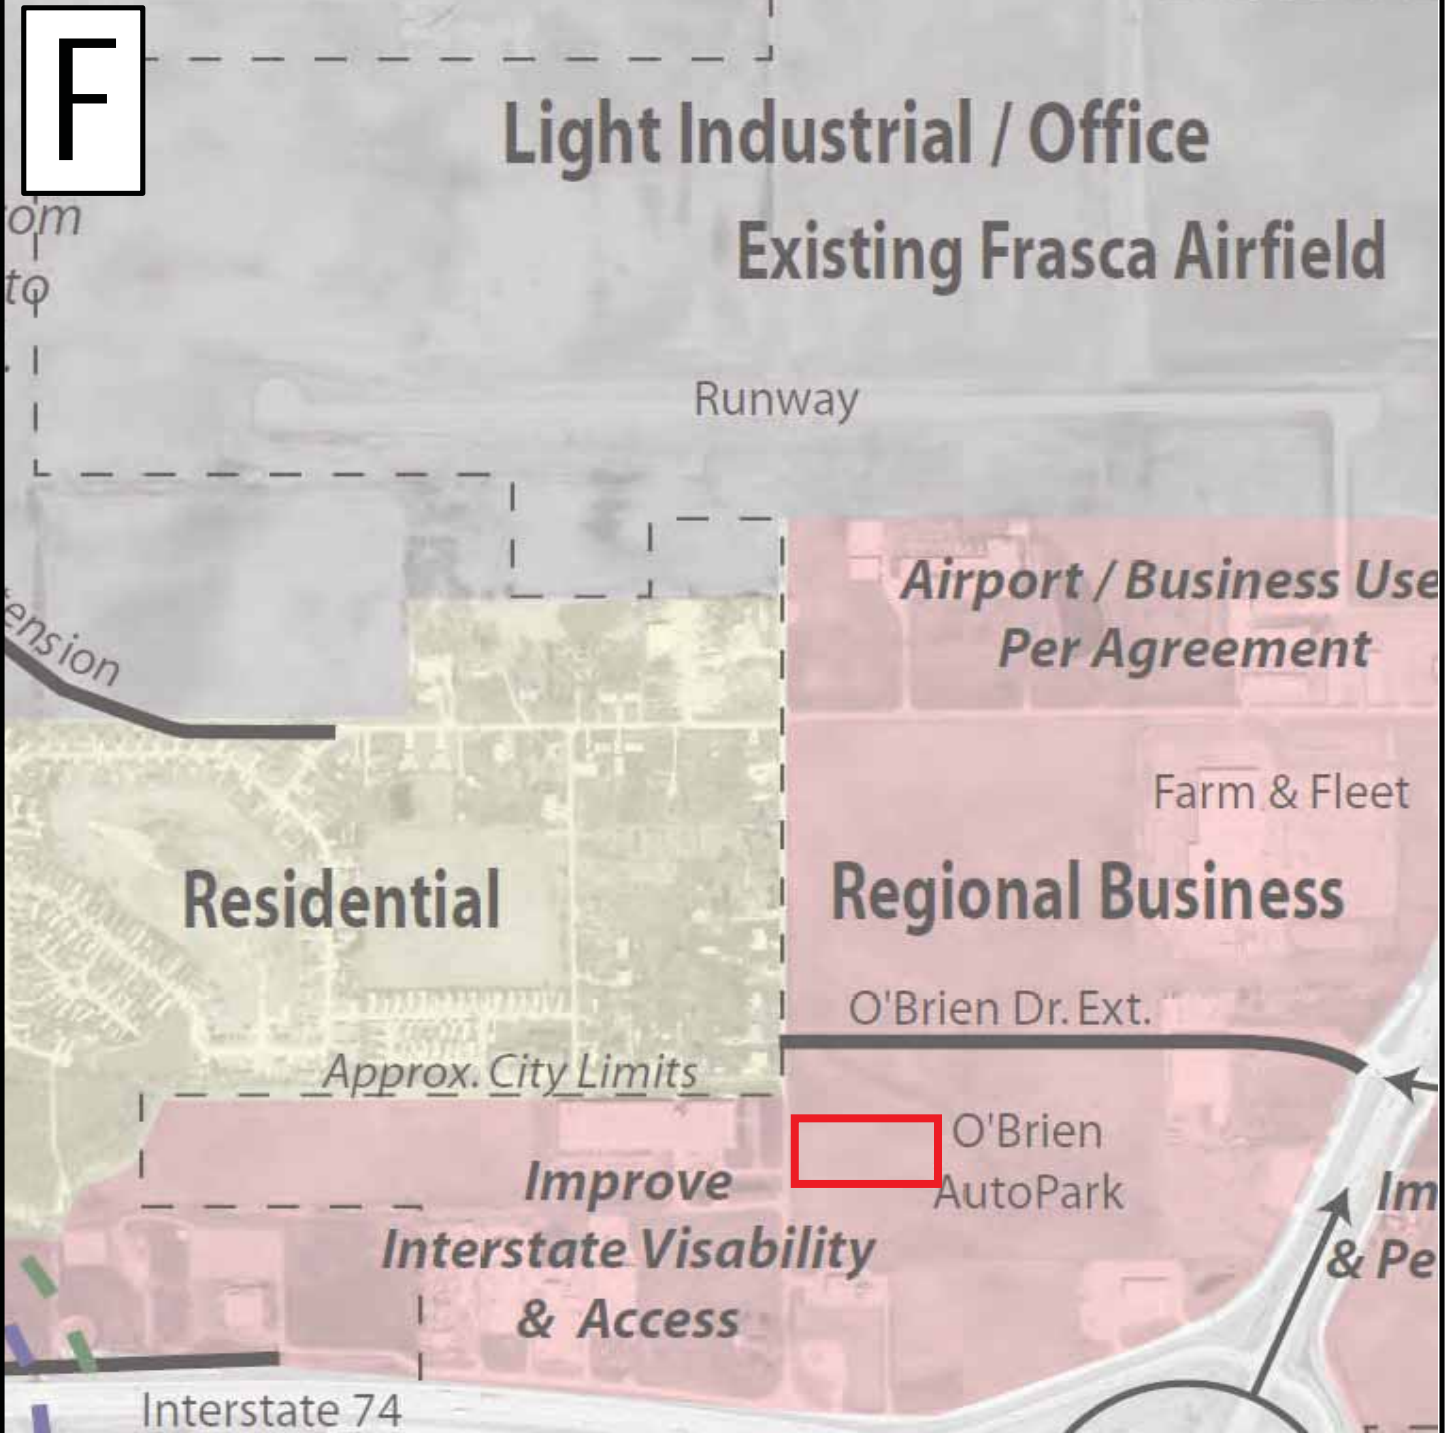 F
Light Industrial / Office
Existing Frasca Airfield
om
to
Runway
Airport / Business Use
Per Agreement
ension
Farm & Fleet
Residential
Regional Business
O'Brien Dr. Ext.
Approx. City Limits
O'Brien
AutoPark
Improve
Interstate Visability
& Access
Im
& Pe
Interstate 74